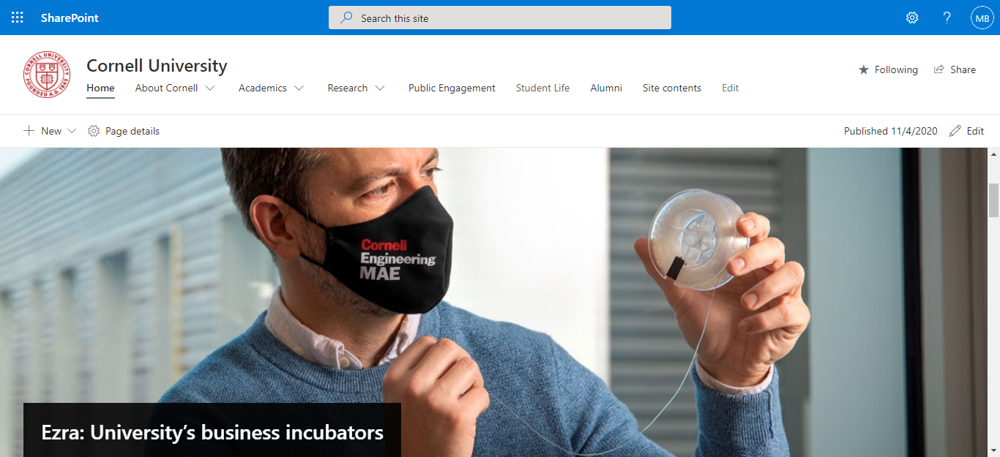 SharePoint
Search this site
?
MB
CORNELL UNIVERSITY
FOUNDED A.D. 1865
Cornell University
Following
Share
Home
About Cornell
Academics
Research
Public Engagement
Student Life
Alumni
Site contents
Edit
New
Page details
Published 11/4/2020
Edit
Cornell
Engineering
MAE
Ezra: University’s business incubators